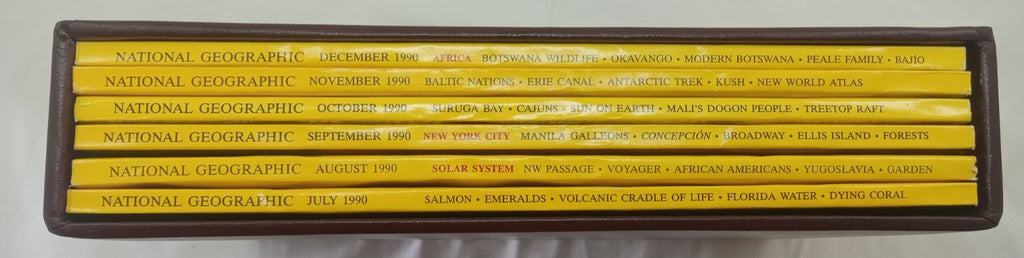 NATIONAL GEOGRAPHIC DECEMBER 1990 AFRICA BOTSWANA WILDLIFE • OKAVANGO • MODERN BOTSWANA • PEALE FAMILY • BAJÍO
NATIONAL GEOGRAPHIC NOVEMBER 1990 BALTIC NATIONS • ERIE CANAL • ANTARCTIC TREK • KUSH • NEW WORLD ATLAS
NATIONAL GEOGRAPHIC OCTOBER 1990 SURUGA BAY • CAJUNS • SUN ON EARTH • MALI'S DOGON PEOPLE • TREETOP RAFT
NATIONAL GEOGRAPHIC SEPTEMBER 1990 NEW YORK CITY MANILA GALLEONS • CONCEPCIÓN • BROADWAY • ELLIS ISLAND • FORESTS
NATIONAL GEOGRAPHIC AUGUST 1990 SOLAR SYSTEM NW PASSAGE • VOYAGER • AFRICAN AMERICANS • YUGOSLAVIA • GARDEN
NATIONAL GEOGRAPHIC JULY 1990 SALMON • EMERALDS • VOLCANIC CRADLE OF LIFE • FLORIDA WATER • DYING CORAL